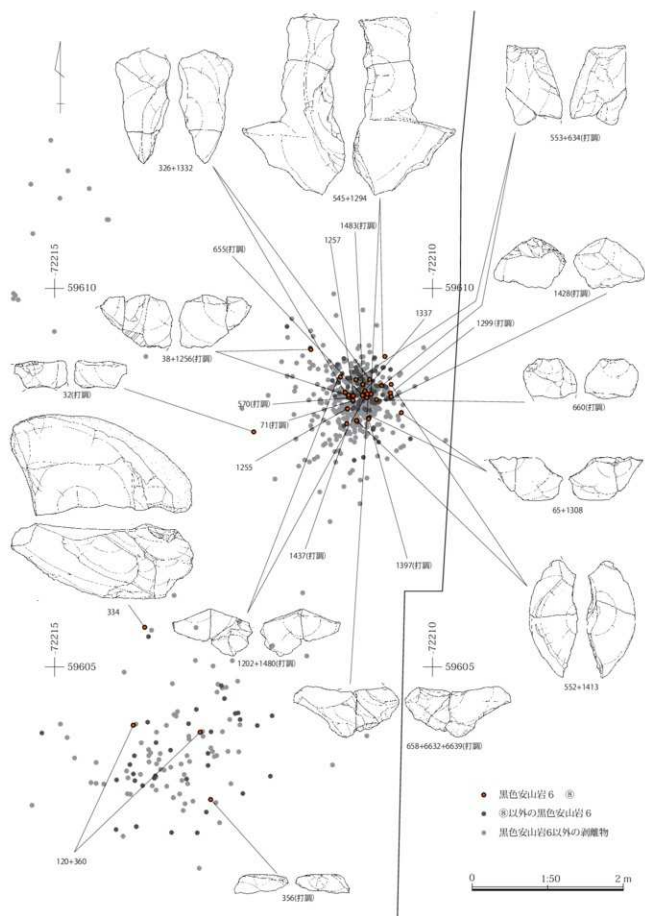 326+1332
545+1294
553+634(打調)
1483(打調)
655(打調)
1257
-72215
59610
-72210
59610
1428(打調)
1337
1299(打調)
38+1256(打調)
32(打調)
570(打調)
71(打調)
1255
660(打調)
65+1308
1437(打調)
1397(打調)
334
1202+1480(打調)
552+1413
-72215
59605
-72210
59605
658+6632+6639(打調)
120+360
356(打調)
黒色安山岩6 ⑧
⑧以外の黒色安山岩6
黒色安山岩6以外の剥離物
0 1:50 2 m